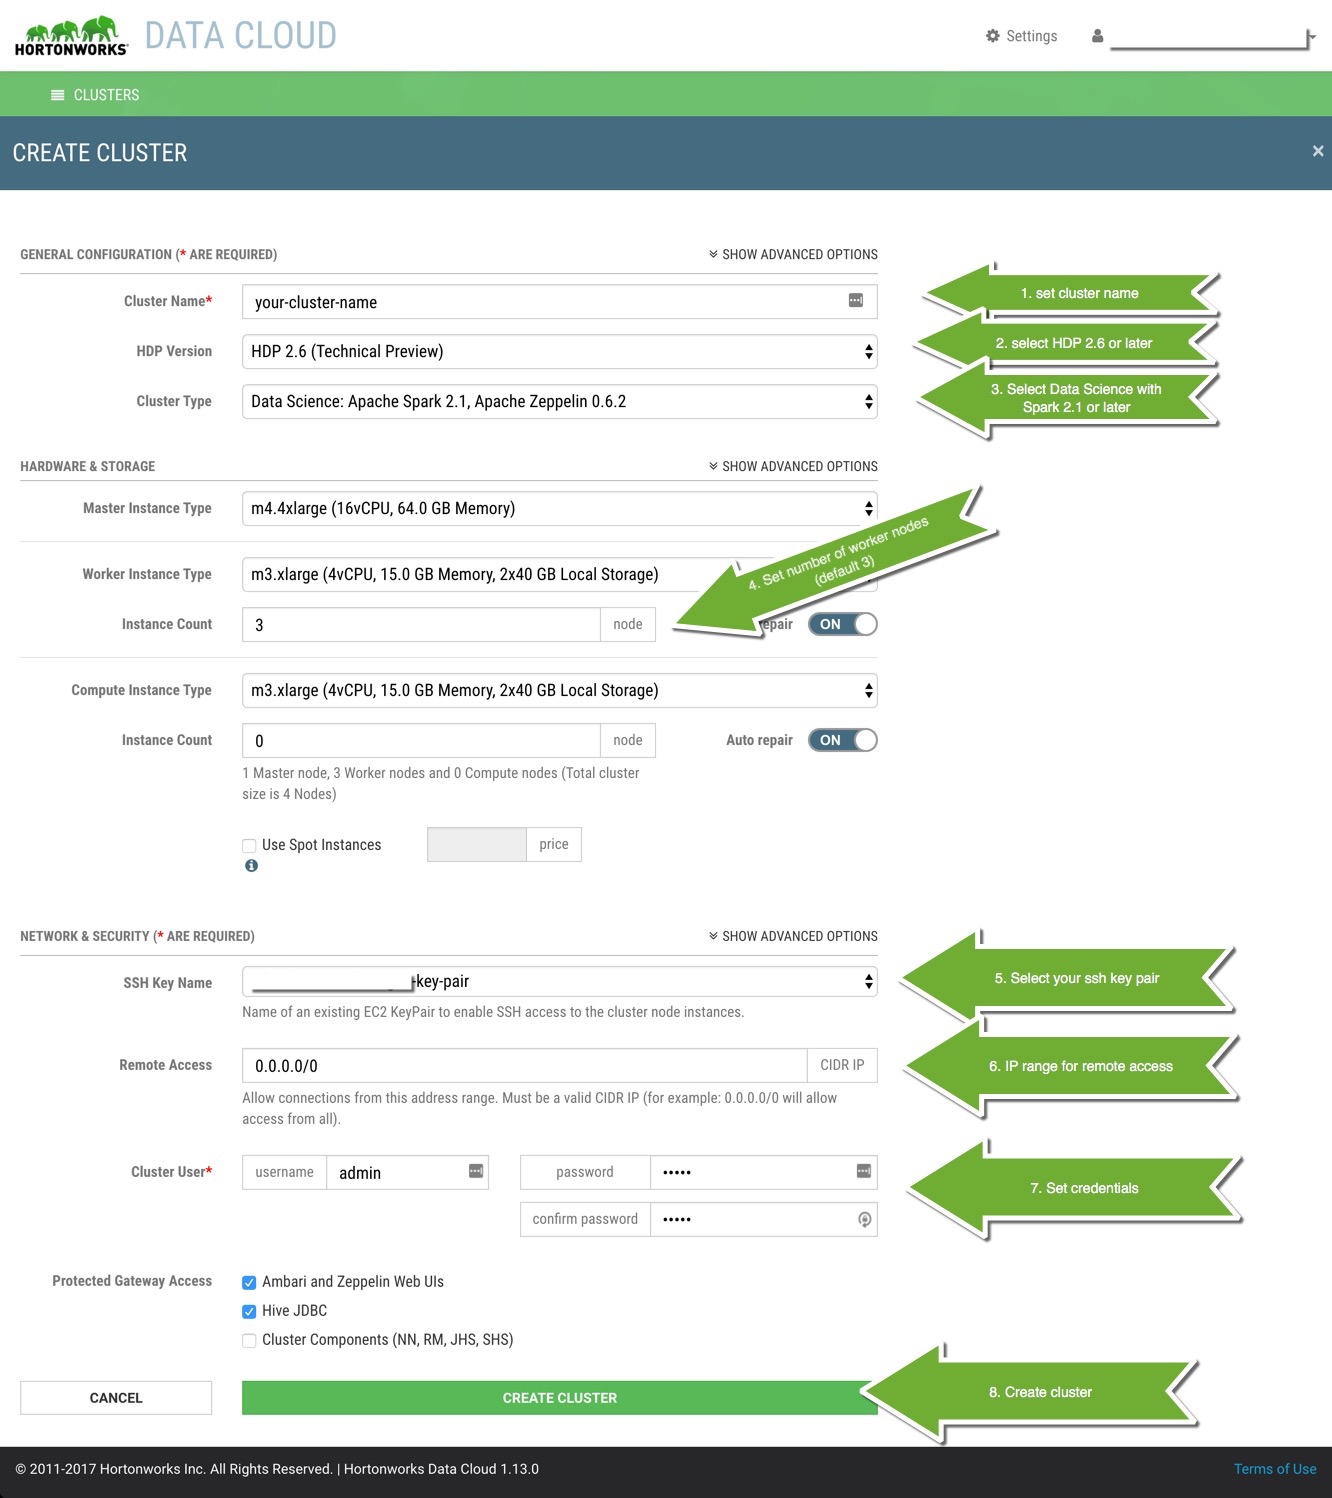 HORTONWORKS DATA CLOUD
Settings
CLUSTERS
CREATE CLUSTER
×
GENERAL CONFIGURATION (* ARE REQUIRED)
SHOW ADVANCED OPTIONS
Cluster Name*
your-cluster-name
1. set cluster name
HDP Version
HDP 2.6 (Technical Preview)
2. select HDP 2.6 or later
Cluster Type
Data Science: Apache Spark 2.1, Apache Zeppelin 0.6.2
3. Select Data Science with
Spark 2.1 or later
HARDWARE & STORAGE
SHOW ADVANCED OPTIONS
Master Instance Type
m4.4xlarge (16vCPU, 64.0 GB Memory)
Worker Instance Type
m3.xlarge (4vCPU, 15.0 GB Memory, 2x40 GB Local Storage)
4. Set number of worker nodes
(default 3)
Instance Count
3
node
epair
ON
Compute Instance Type
m3.xlarge (4vCPU, 15.0 GB Memory, 2x40 GB Local Storage)
Instance Count
0
node
Auto repair
ON
1 Master node, 3 Worker nodes and 0 Compute nodes (Total cluster
size is 4 Nodes)
Use Spot Instances
price
NETWORK & SECURITY (* ARE REQUIRED)
SHOW ADVANCED OPTIONS
SSH Key Name
-key-pair
5. Select your ssh key pair
Name of an existing EC2 KeyPair to enable SSH access to the cluster node instances.
Remote Access
0.0.0.0/0
CIDR IP
6. IP range for remote access
Allow connections from this address range. Must be a valid CIDR IP (for example: 0.0.0.0/0 will allow
access from all).
Cluster User*
username
admin
password
•••••
7. Set credentials
confirm password
•••••
Protected Gateway Access
Ambari and Zeppelin Web UIs
Hive JDBC
Cluster Components (NN, RM, JHS, SHS)
CANCEL
CREATE CLUSTER
8. Create cluster
© 2011-2017 Hortonworks Inc. All Rights Reserved. | Hortonworks Data Cloud 1.13.0
Terms of Use